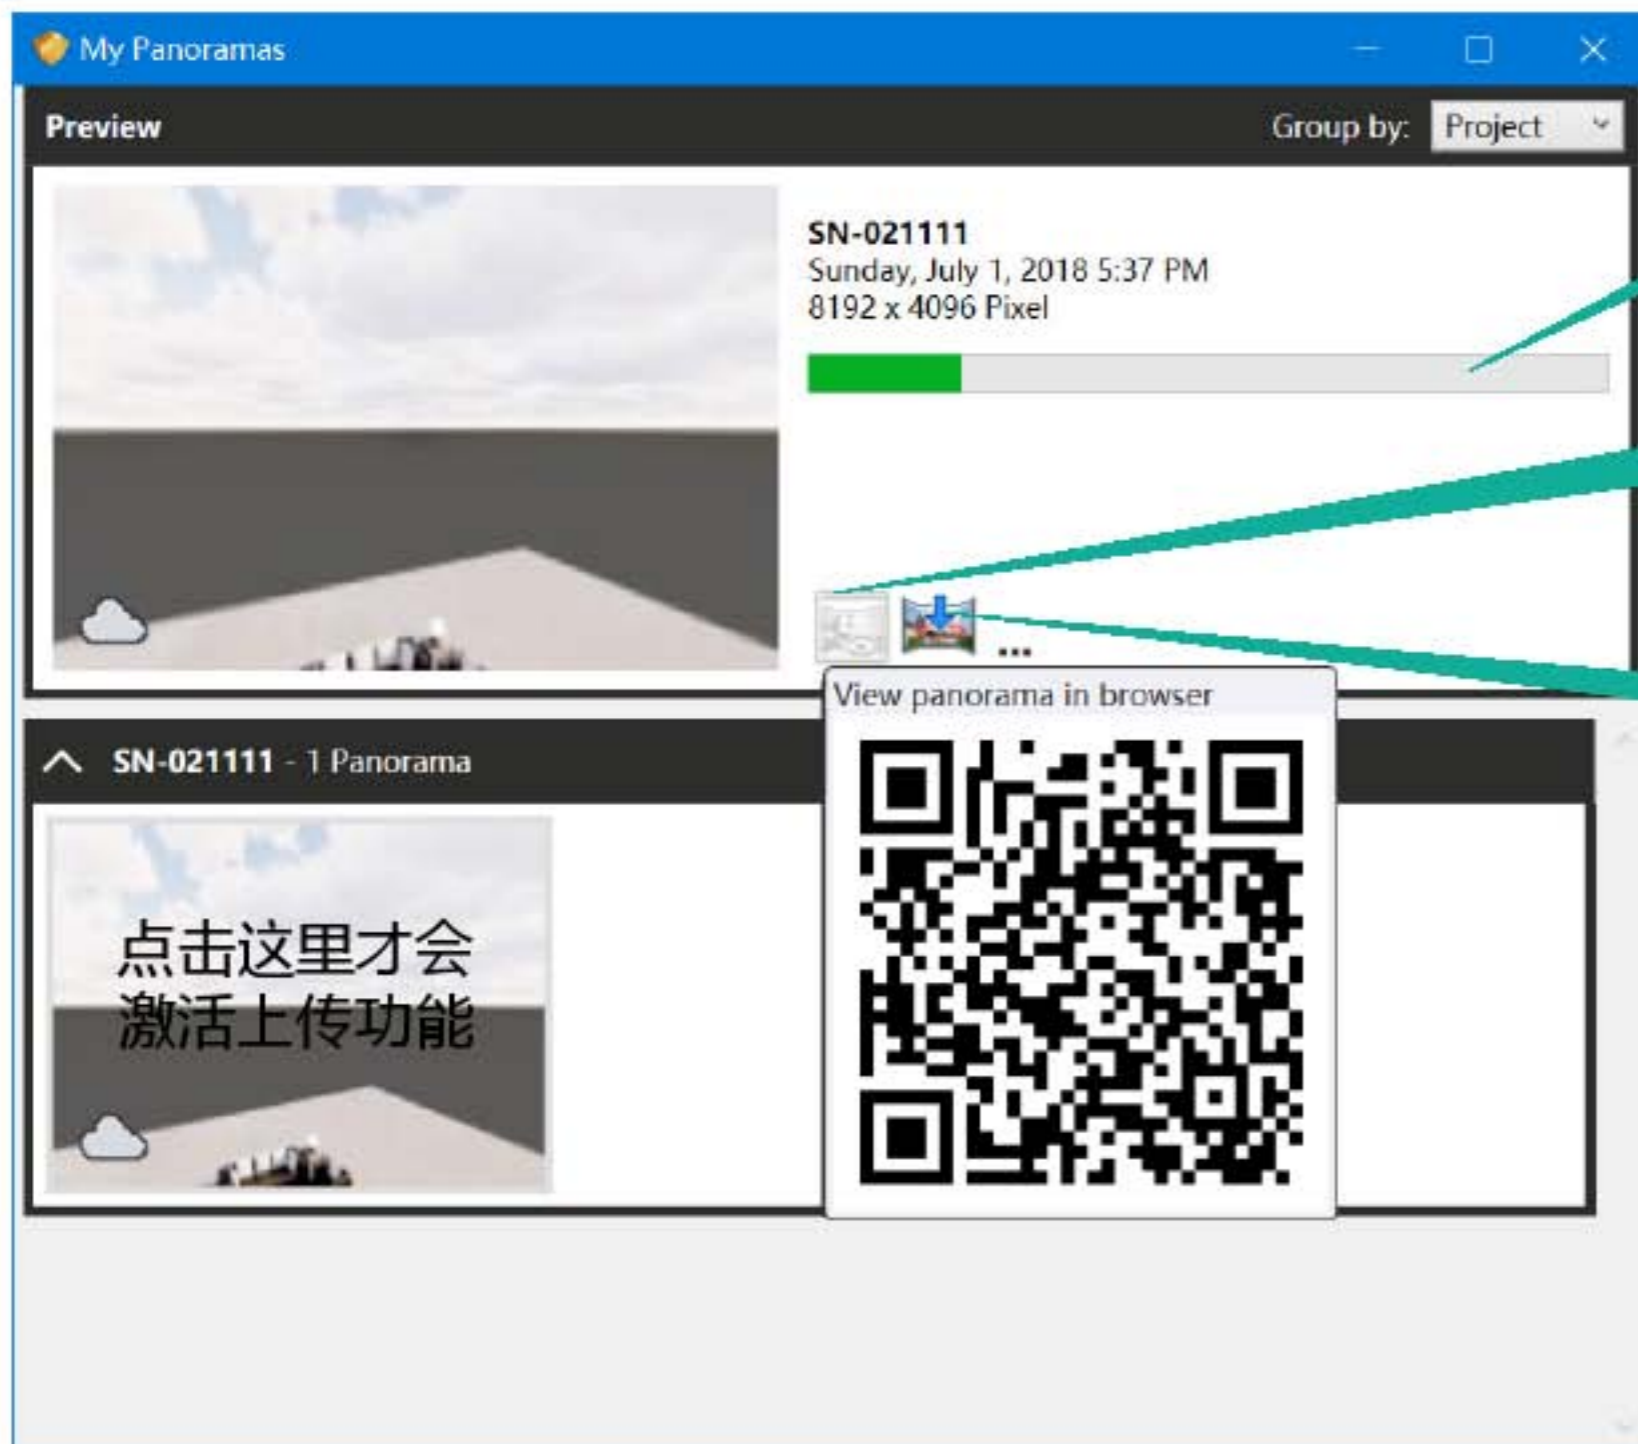 My Panoramas
Preview
Group by: Project
SN-021111
Sunday, July 1, 2018 5:37 PM
8192 x 4096 Pixel
...
View panorama in browser
SN-021111 - 1 Panorama
点击这里才会
激活上传功能